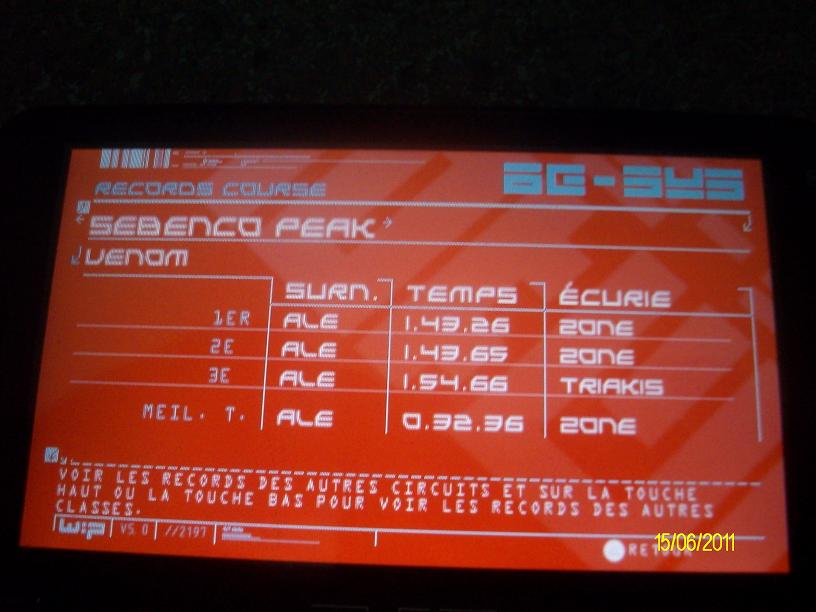 RECORDS COURSE
AG-SYS
SEBENCO PEAK
VENOM
SURN. TEMPS ÉCURIE
1ER ALE 1.43.26 ZONE
2E ALE 1.43.65 ZONE
3E ALE 1.54.66 TRIAKIS
MEIL. T. ALE 0.32.36 ZONE
VOIR LES RECORDS DES AUTRES CIRCUITS ET SUR LA TOUCHE
HAUT OU LA TOUCHE BAS POUR VOIR LES RECORDS DES AUTRES
CLASSES.
V5.0 //2197
RETOUR
15/06/2011